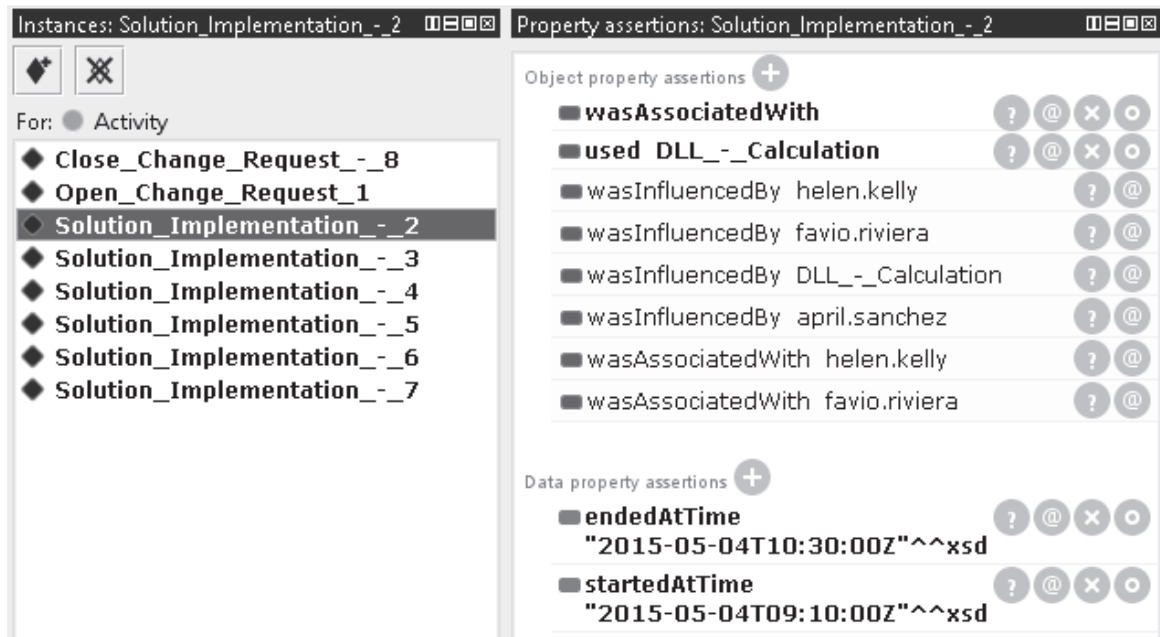 Instances: Solution_Implementation_-_2
For: Activity
Close_Change_Request_-_8
Open_Change_Request_1
Solution_Implementation_-_2
Solution_Implementation_-_3
Solution_Implementation_-_4
Solution_Implementation_-_5
Solution_Implementation_-_6
Solution_Implementation_-_7
Property assertions: Solution_Implementation_-_2
Object property assertions
wasAssociatedWith
used DLL_-_Calculation
wasInfluencedBy helen.kelly
wasInfluencedBy favio.riviera
wasInfluencedBy DLL_-_Calculation
wasInfluencedBy april.sanchez
wasAssociatedWith helen.kelly
wasAssociatedWith favio.riviera
Data property assertions
endedAtTime
"2015-05-04T10:30:00Z"^^xsd
startedAtTime
"2015-05-04T09:10:00Z"^^xsd